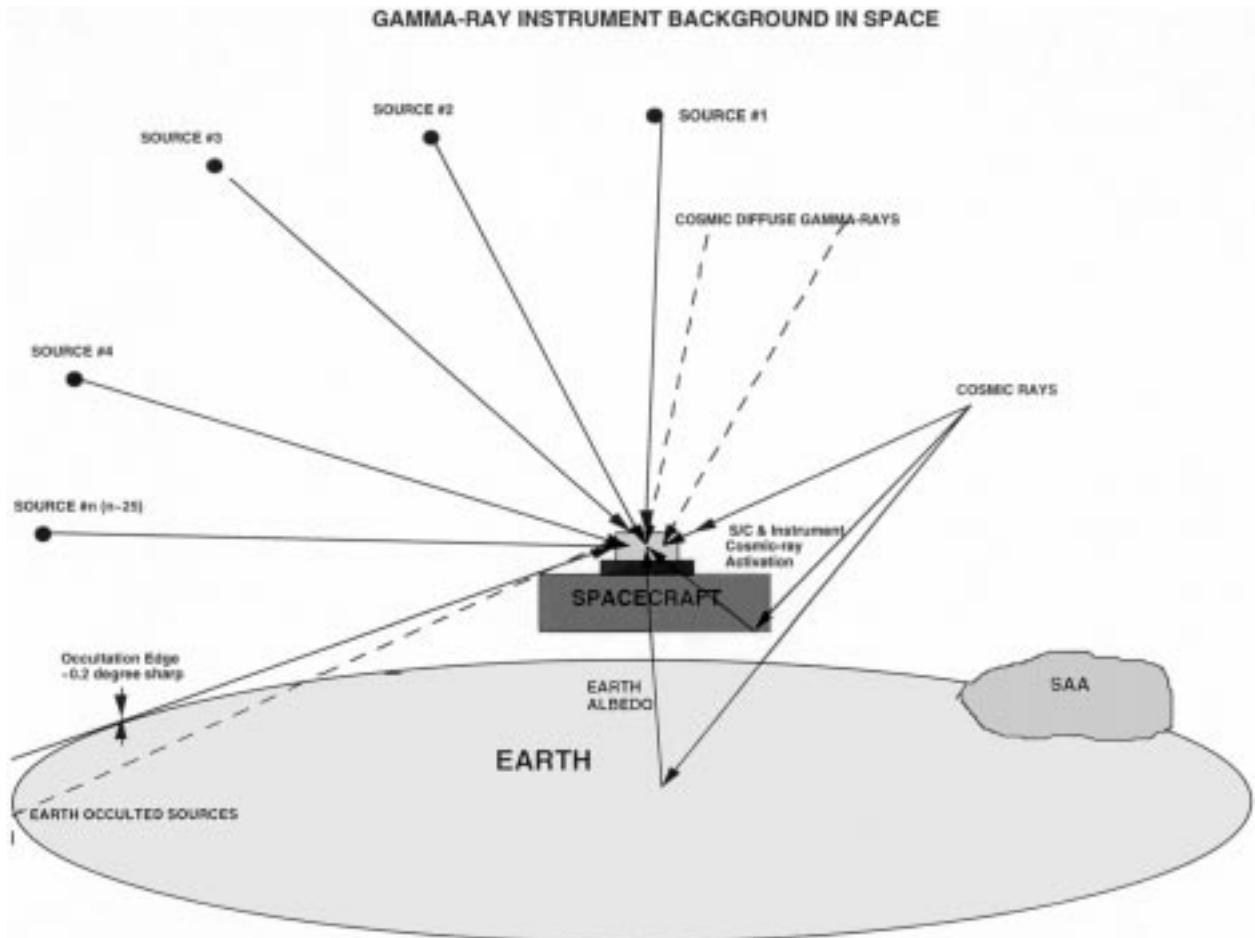 GAMMA-RAY INSTRUMENT BACKGROUND IN SPACE
SOURCE #1
SOURCE #2
SOURCE #3
COSMIC DIFFUSE GAMMA-RAYS
SOURCE #4
COSMIC RAYS
SOURCE #n (n~25)
S/C & Instrument
Cosmic-ray
Activation
SPACECRAFT
Occultation Edge
~0.2 degree sharp
EARTH
ALBEDO
SAA
EARTH
EARTH OCCULTED SOURCES